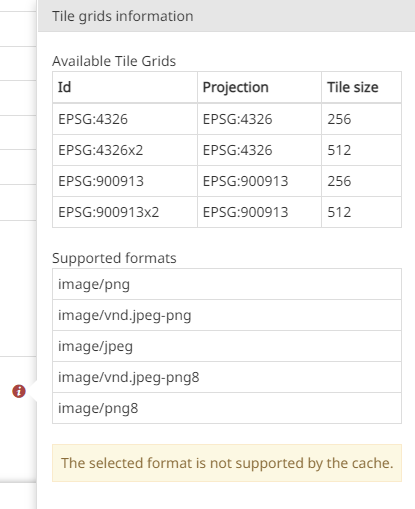 Tile grids information
Available Tile Grids
Id Projection Tile size
EPSG:4326 EPSG:4326 256
EPSG:4326x2 EPSG:4326 512
EPSG:900913 EPSG:900913 256
EPSG:900913x2 EPSG:900913 512
Supported formats
image/png
image/vnd.jpeg-png
image/jpeg
image/vnd.jpeg-png8
image/png8
The selected format is not supported by the cache.